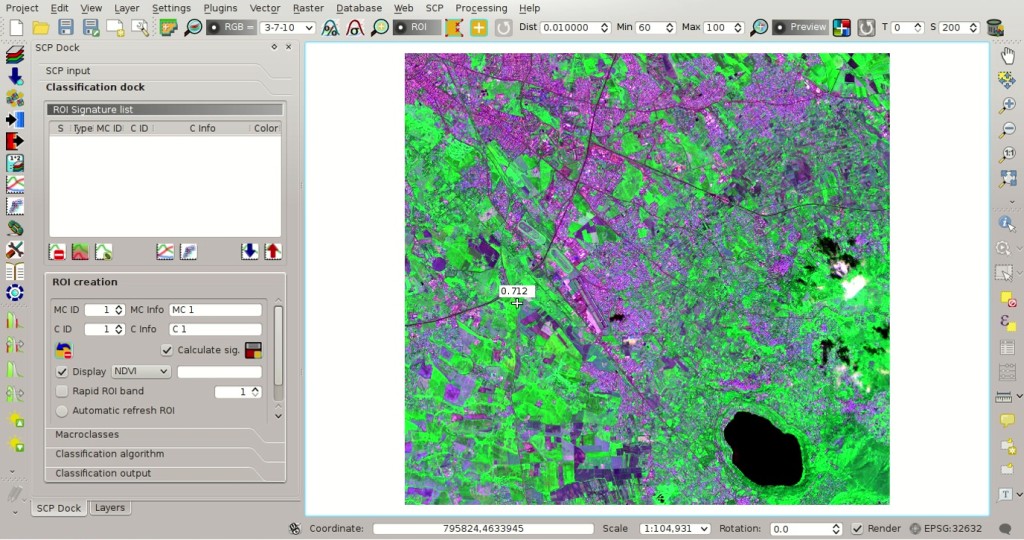 Project Edit View Layer Settings Plugins Vector Raster Database Web SCP Processing Help
RGB = 3-7-10 ROI Dist 0.010000 Min 60 Max 100 Preview T 0 S 200
SCP Dock
SCP input
Classification dock
ROI Signature list
S Type MC ID C ID C Info Color
ROI creation
MC ID 1 MC Info MC 1
C ID 1 C Info C 1
Calculate sig.
Display NDVI
Rapid ROI band 1
Automatic refresh ROI
Macroclasses
Classification algorithm
Classification output
SCP Dock Layers
0.712
Coordinate: 795824,4633945 Scale 1:104,931 Rotation: 0.0 Render EPSG:32632